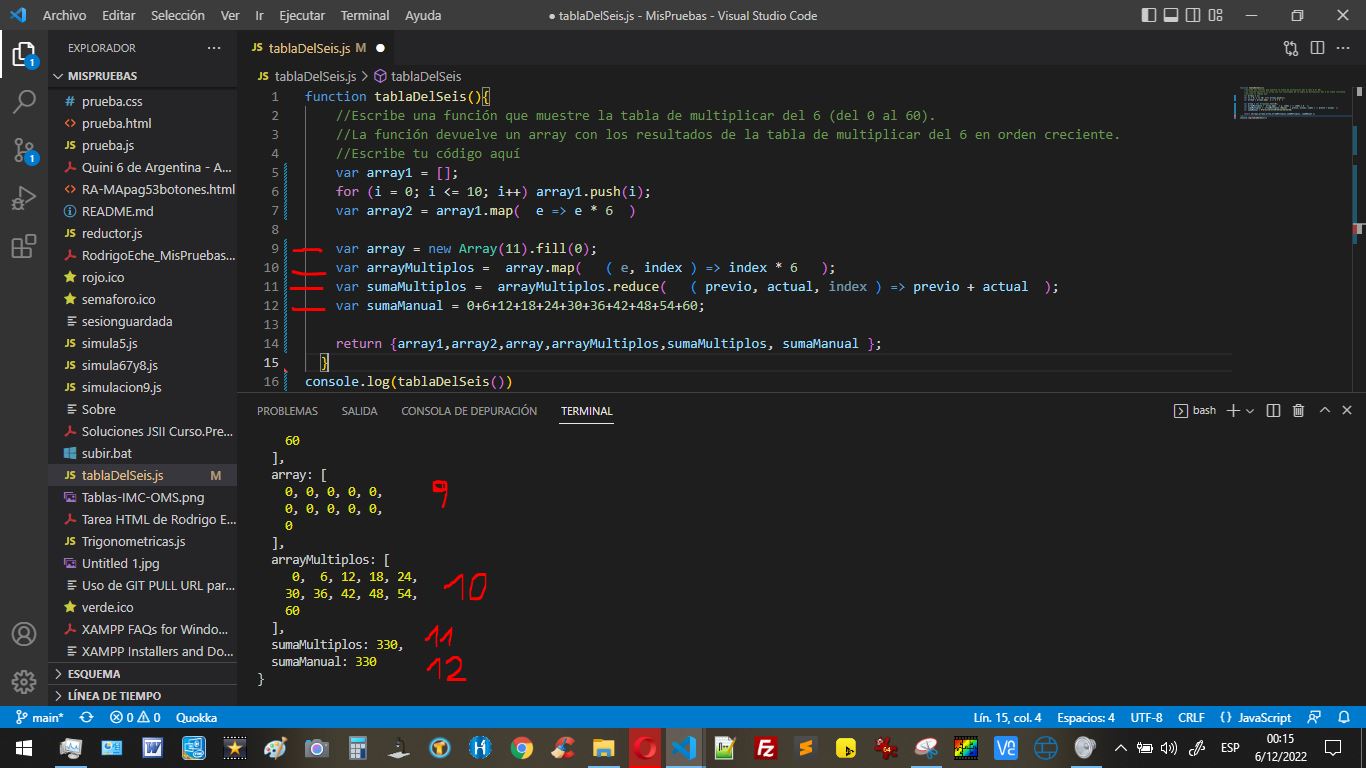 Archivo Editar Selección Ver Ir Ejecutar Terminal Ayuda
● tablaDelSeis.js - MisPruebas - Visual Studio Code
EXPLORADOR ···
MISPRUEBAS
# prueba.css
<> prueba.html
JS prueba.js
Quini 6 de Argentina - A...
<> RA-MApag53botones.html
README.md
JS reductor.js
RodrigoEche_MisPruebas...
rojo.ico
semaforo.ico
sesionguardada
JS simula5.js
JS simula67y8.js
JS simulacion9.js
Sobre
Soluciones JSII Curso.Pre...
subir.bat
JS tablaDelSeis.js M
Tablas-IMC-OMS.png
Tarea HTML de Rodrigo E...
JS Trigonometricas.js
Untitled 1.jpg
Uso de GIT PULL URL par...
verde.ico
XAMPP FAQs for Windo...
XAMPP Installers and Do...
ESQUEMA
LÍNEA DE TIEMPO
1
1
JS tablaDelSeis.js M ●
JS tablaDelSeis.js > tablaDelSeis
1 function tablaDelSeis(){
2 //Escribe una función que muestre la tabla de multiplicar del 6 (del 0 al 60).
3 //La función devuelve un array con los resultados de la tabla de multiplicar del 6 en orden creciente.
4 //Escribe tu código aquí
5 var array1 = [];
6 for (i = 0; i <= 10; i++) array1.push(i);
7 var array2 = array1.map(  e => e * 6  )
8
9 var array = new Array(11).fill(0);
10 var arrayMultiplos =  array.map(   ( e, index ) => index * 6   );
11 var sumaMultiplos =  arrayMultiplos.reduce(   ( previo, actual, index ) => previo + actual  );
12 var sumaManual = 0+6+12+18+24+30+36+42+48+54+60;
13
14 return {array1,array2,array,arrayMultiplos,sumaMultiplos, sumaManual };
15 }
16 console.log(tablaDelSeis())
PROBLEMAS SALIDA CONSOLA DE DEPURACIÓN TERMINAL
bash
60
],
array: [
0, 0, 0, 0, 0,
0, 0, 0, 0, 0,
0
],
9
arrayMultiplos: [
0,  6, 12, 18, 24,
30, 36, 42, 48, 54,
60
],
10
sumaMultiplos: 330,
11
sumaManual: 330
12
}
main* 0 0 Quokka
Lín. 15, col. 4 Espacios: 4 UTF-8 CRLF {} JavaScript
ESP
00:15
6/12/2022